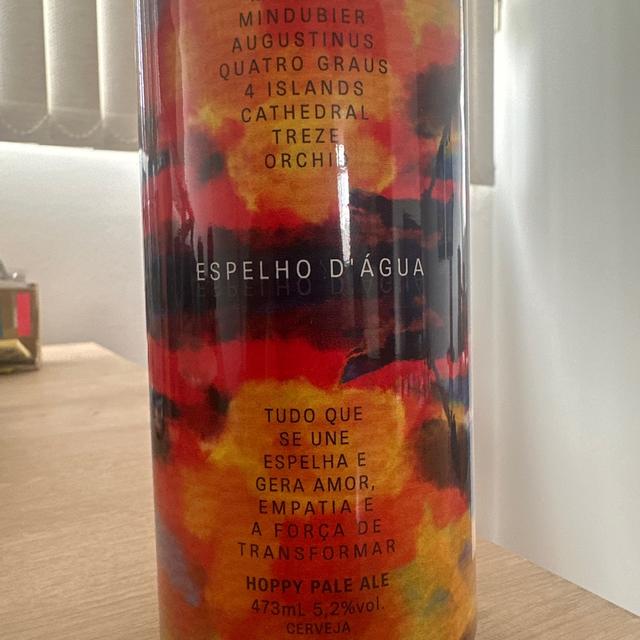 MINDUBIER
AUGUSTINUS
QUATRO GRAUS
4 ISLANDS
CATHEDRAL
TREZE
ORCHIS
ESPELHO D'ÁGUA
TUDO QUE
SE UNE
ESPELHA E
GERA AMOR,
EMPATIA E
A FORÇA DE
TRANSFORMAR
HOPPY PALE ALE
473mL 5,2%vol.
CERVEJA